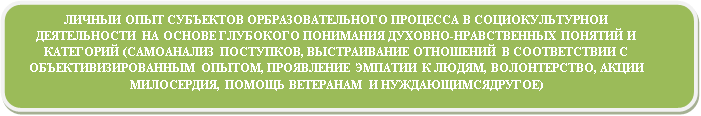 ЛИЧНЫЙ ОПЫТ СУБЪЕКТОВ ОРБРАЗОВАТЕЛЬНОГО ПРОЦЕССА В СОЦИОКУЛЬТУРНОЙ
ДЕЯТЕЛЬНОСТИ НА ОСНОВЕ ГЛУБОКОГО ПОНИМАНИЯ ДУХОВНО-НРАВСТВЕННЫХ ПОНЯТИЙ И
КАТЕГОРИЙ (САМОАНАЛИЗ ПОСТУПКОВ, ВЫСТРАИВАНИЕ ОТНОШЕНИЙ В СООТВЕТСТВИИ С
ОБЪЕКТИВИЗИРОВАННЫМ ОПЫТОМ, ПРОЯВЛЕНИЕ ЭМПАТИИ К ЛЮДЯМ, ВОЛОНТЕРСТВО, АКЦИИ
МИЛОСЕРДИЯ, ПОМОЩЬ ВЕТЕРАНАМ И НУЖДАЮЩИМСЯДРУГОЕ)